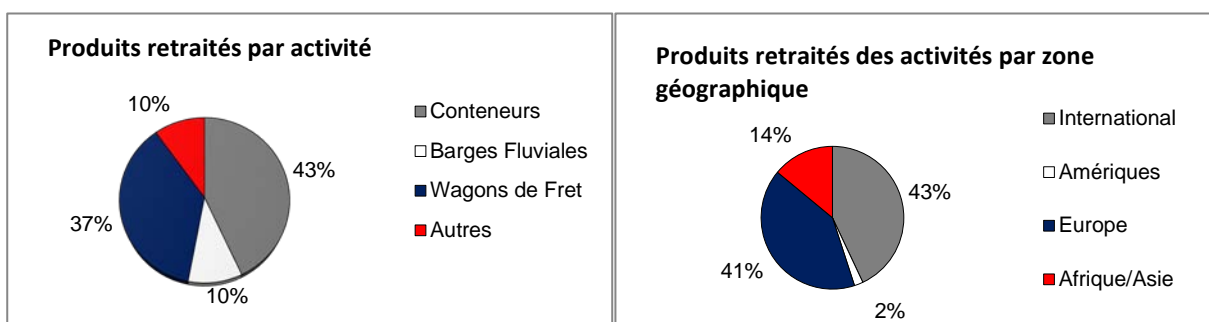 Produits retraités par activité
10%
43%
37%
10%
Conteneurs
Barges Fluviales
Wagons de Fret
Autres
Produits retraités des activités par zone
géographique
14%
43%
41%
2%
International
Amériques
Europe
Afrique/Asie